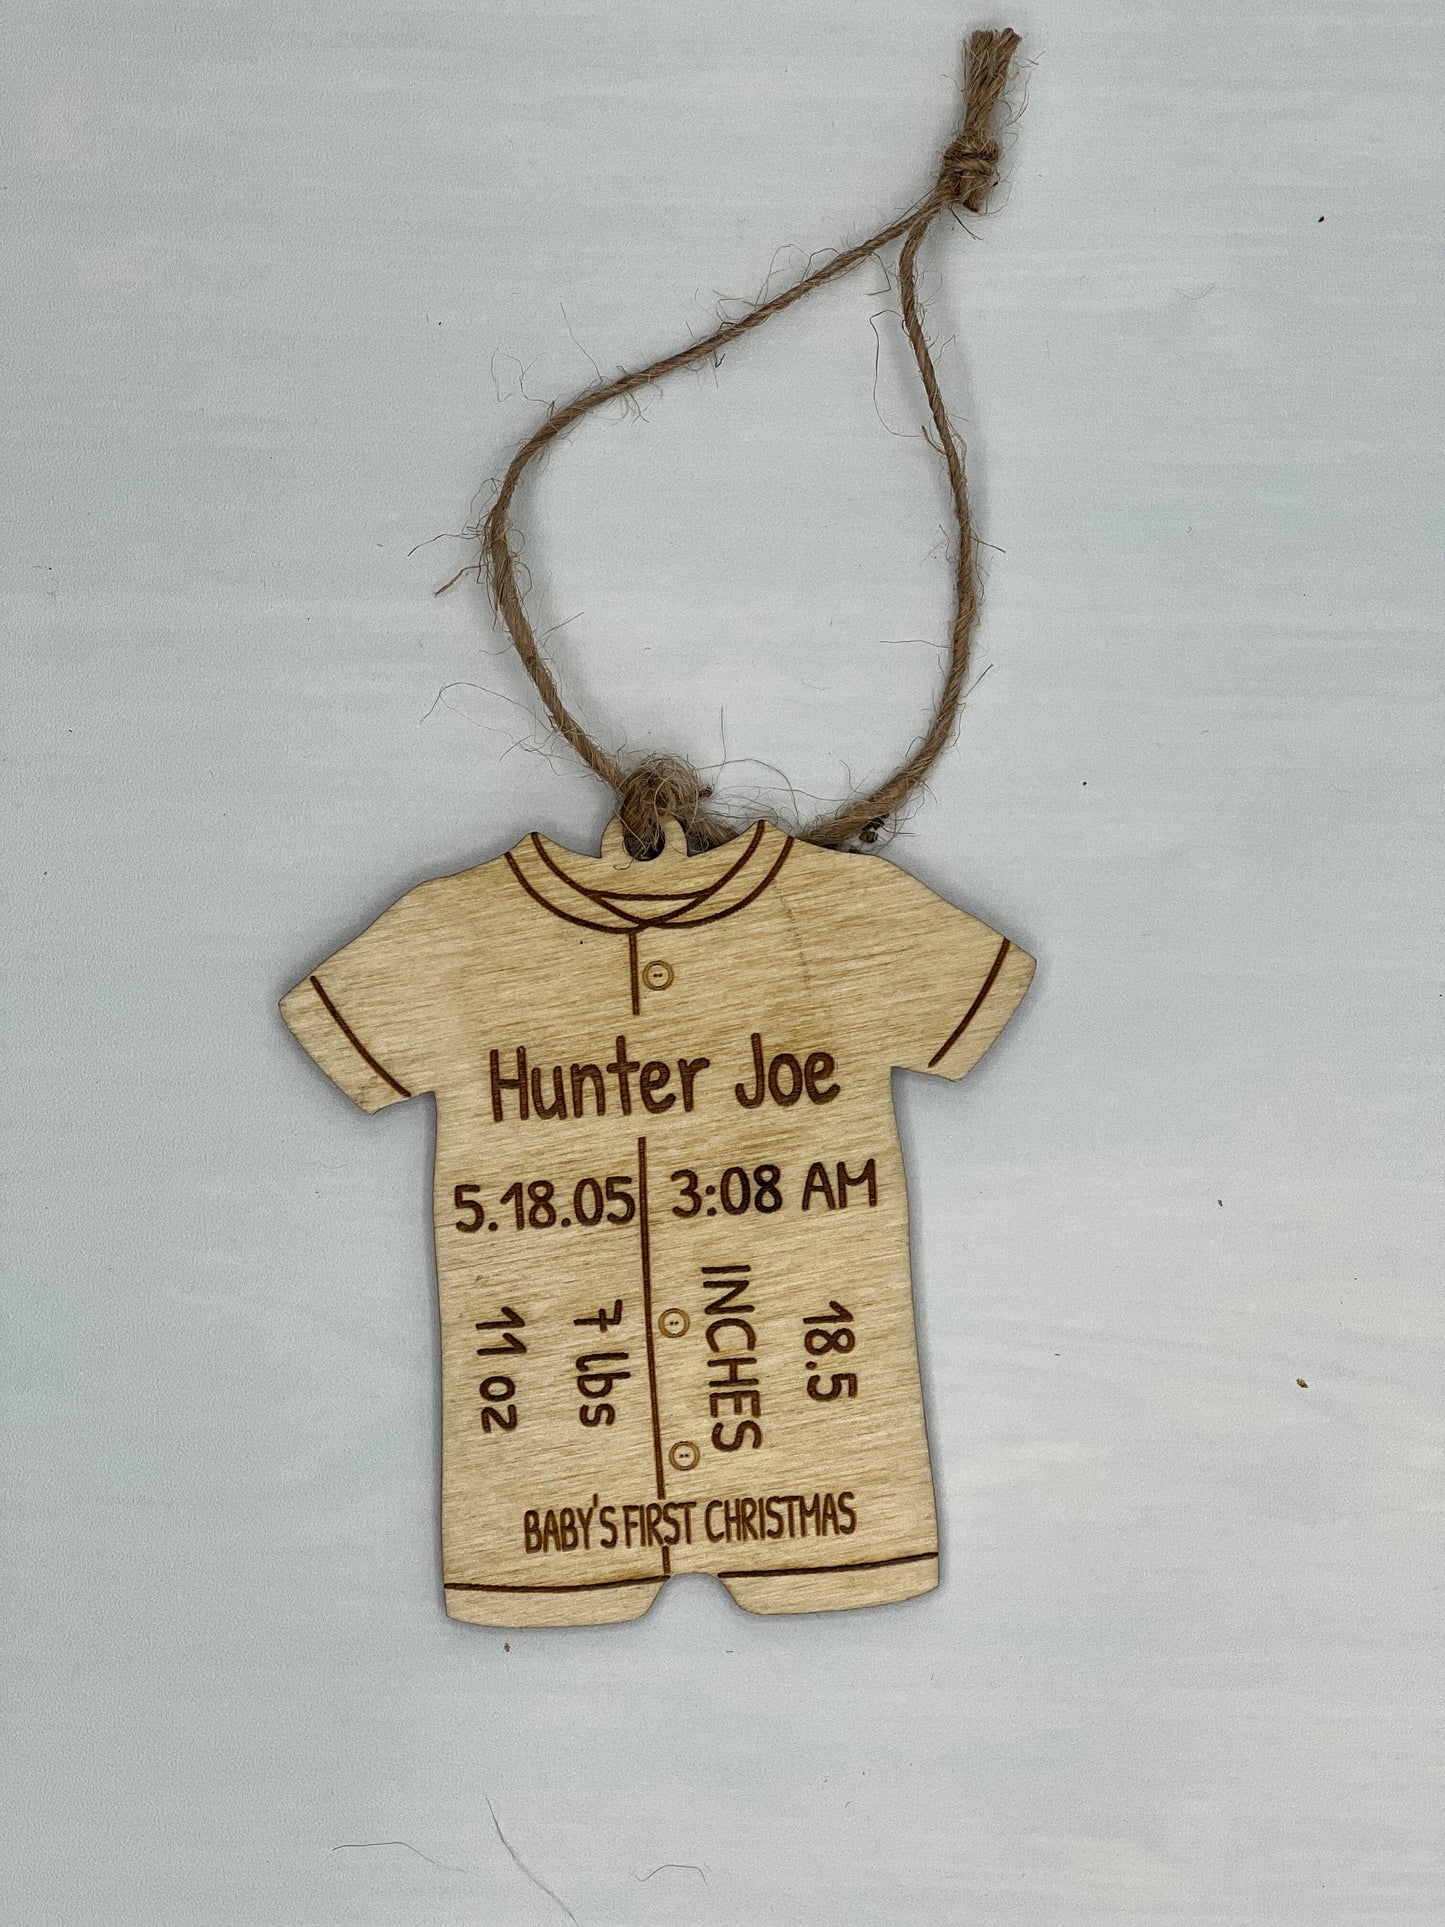 Hunter Joe
5.18.05 3:08 AM
7 lbs
11 oz
18.5
INCHES
BABY'S FIRST CHRISTMAS